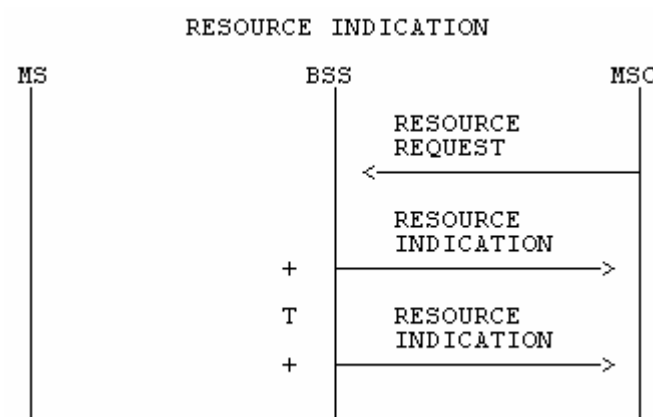 RESOURCE INDICATION
MS BSS MSC
RESOURCE
REQUEST
RESOURCE
INDICATION
+
T RESOURCE
INDICATION
+